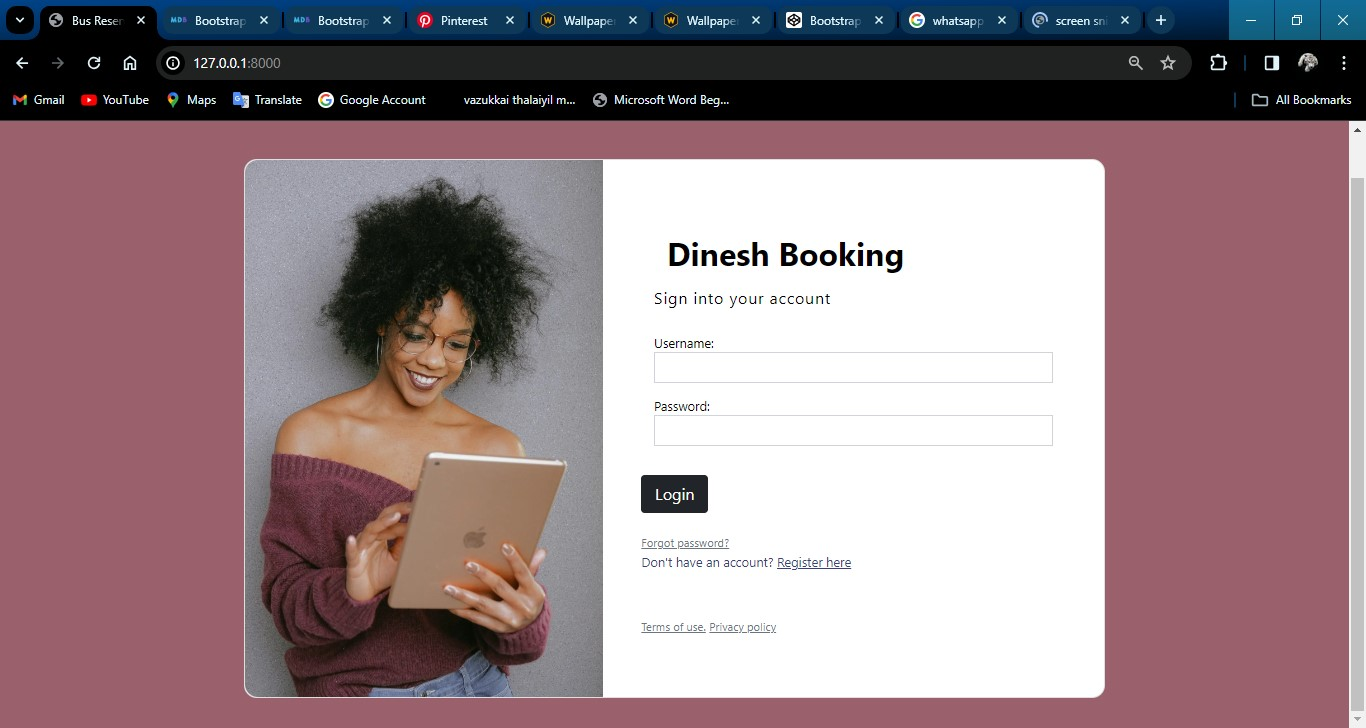 Bus Reser
Bootstrap
Bootstrap
Pinterest
Wallpaper
Wallpaper
Bootstrap
whatsapp
screen sni
127.0.0.1:8000
Gmail
YouTube
Maps
Translate
Google Account
vazukkai thalaiyil m...
Microsoft Word Beg...
All Bookmarks
Dinesh Booking
Sign into your account
Username:
Password:
Login
Forgot password?
Don't have an account? Register here
Terms of use. Privacy policy